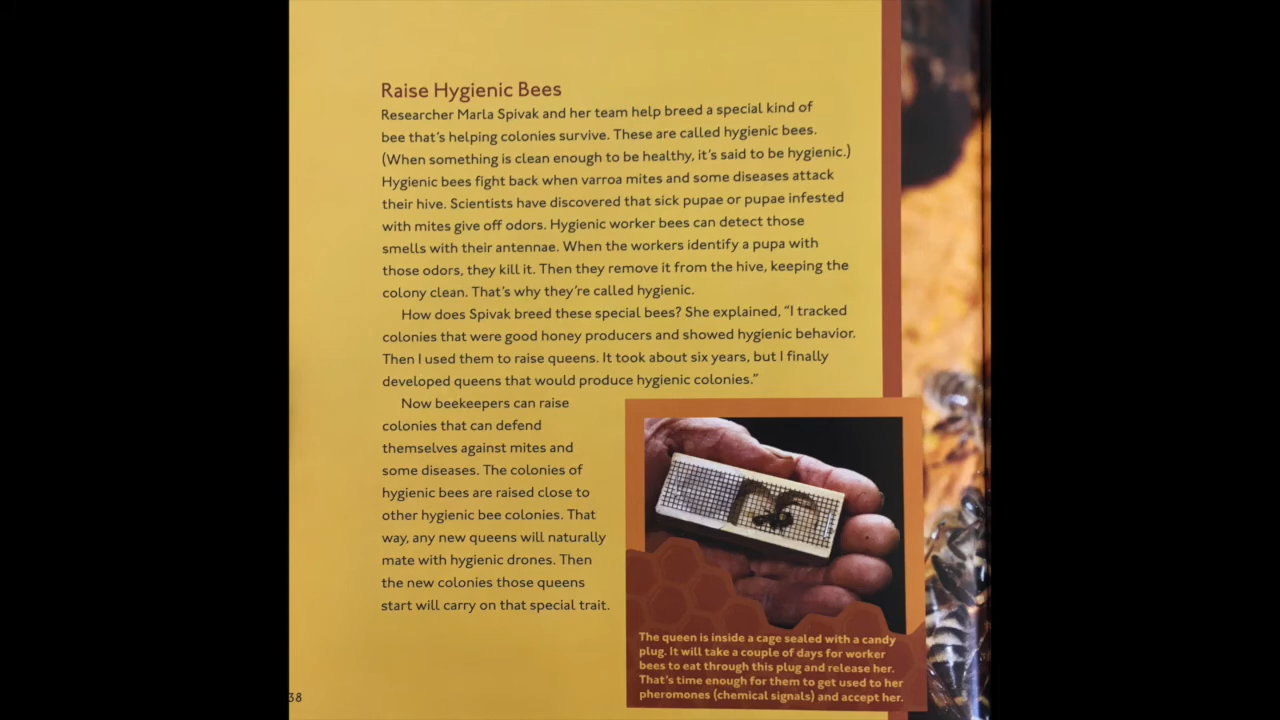 Raise Hygienic Bees
Researcher Marla Spivak and her team help breed a special kind of
bee that's helping colonies survive. These are called hygienic bees.
(When something is clean enough to be healthy, it's said to be hygienic.)
Hygienic bees fight back when varroa mites and some diseases attack
their hive. Scientists have discovered that sick pupae or pupae infested
with mites give off odors. Hygienic worker bees can detect those
smells with their antennae. When the workers identify a pupa with
those odors, they kill it. Then they remove it from the hive, keeping the
colony clean. That's why they're called hygienic.
How does Spivak breed these special bees? She explained, "I tracked
colonies that were good honey producers and showed hygienic behavior.
Then I used them to raise queens. It took about six years, but I finally
developed queens that would produce hygienic colonies."
Now beekeepers can raise
colonies that can defend
themselves against mites and
some diseases. The colonies of
hygienic bees are raised close to
other hygienic bee colonies. That
way, any new queens will naturally
mate with hygienic drones. Then
the new colonies those queens
start will carry on that special trait.
The queen is inside a cage sealed with a candy
plug. It will take a couple of days for worker
bees to eat through this plug and release her.
That's time enough for them to get used to her
pheromones (chemical signals) and accept her.
38